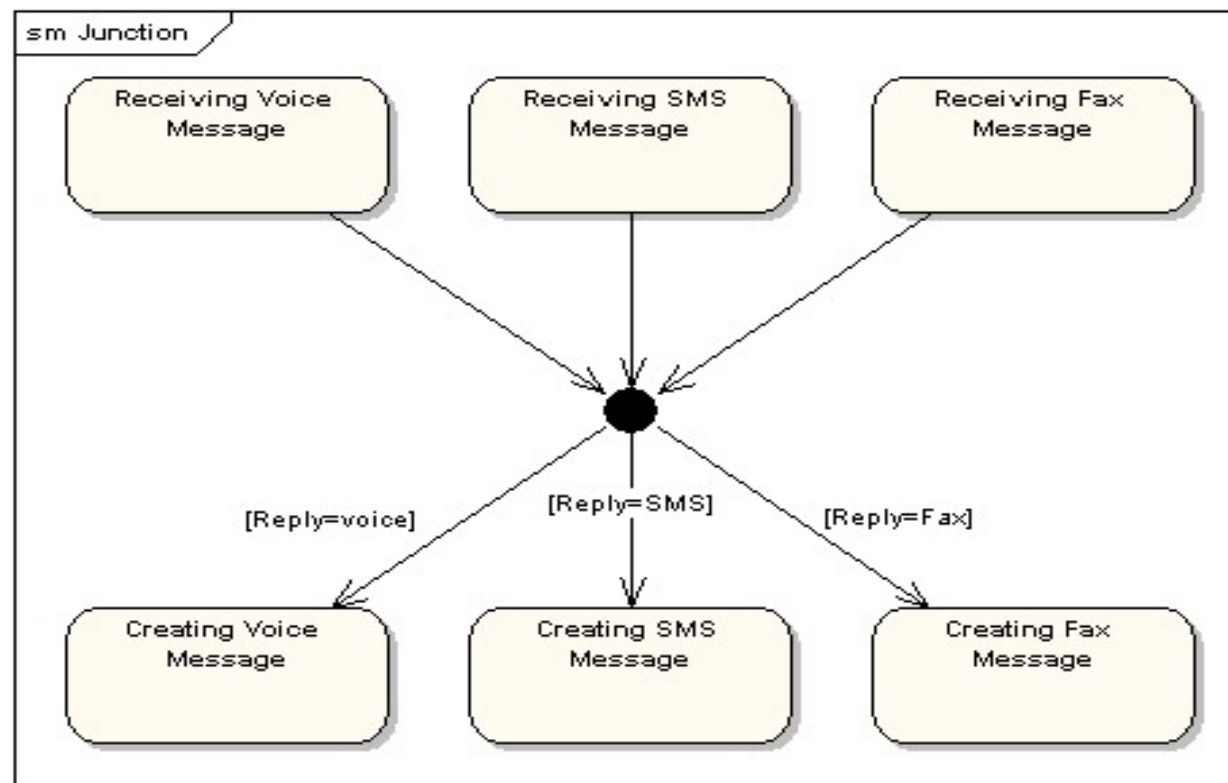 sm Junction
Receiving Voice
Message
Receiving SMS
Message
Receiving Fax
Message
[Reply=voice]
[Reply=SMS]
[Reply=Fax]
Creating Voice
Message
Creating SMS
Message
Creating Fax
Message